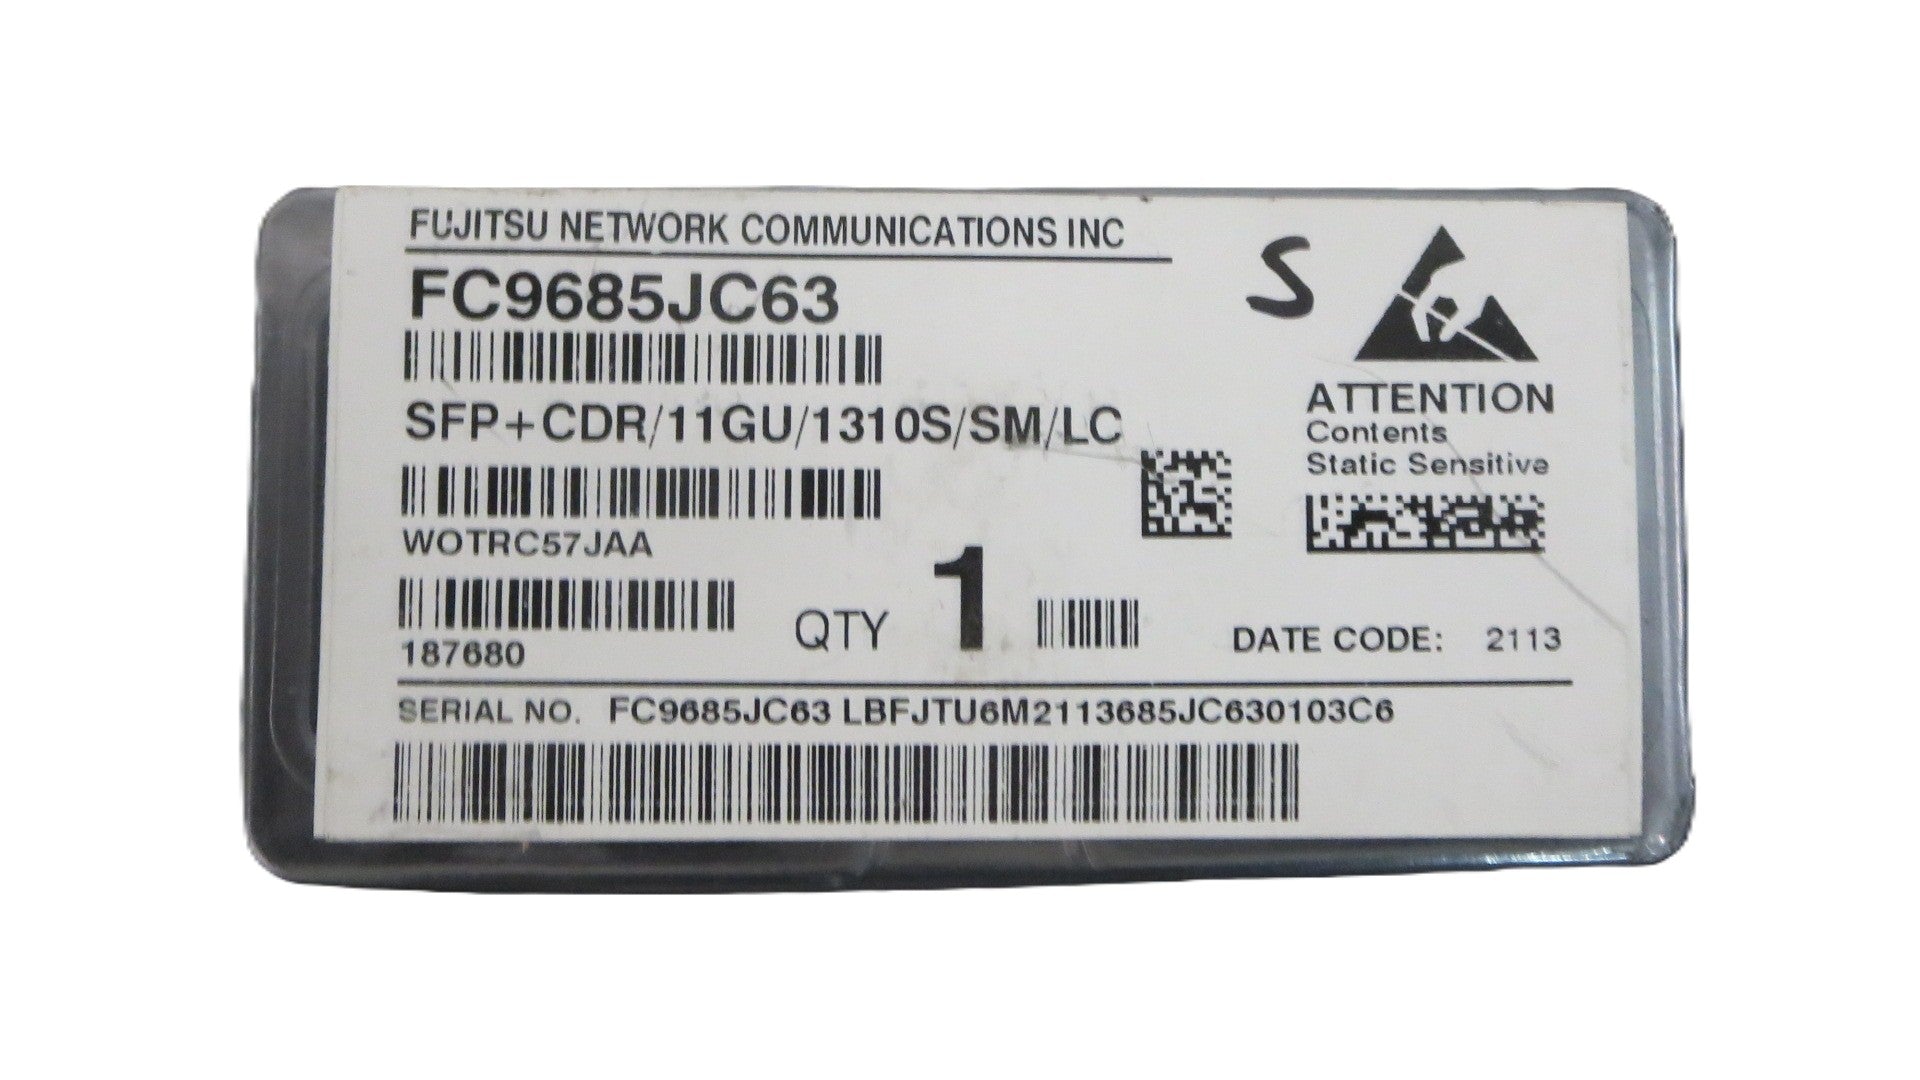 FUJITSU NETWORK COMMUNICATIONS INC
FC9685JC63
S
SFP+CDR/11GU/1310S/SM/LC
ATTENTION
Contents
Static Sensitive
WOTRC57JAA
QTY 1
187680
DATE CODE: 2113
SERIAL NO. FC9685JC63 LBFJTU6M2113685JC630103C6